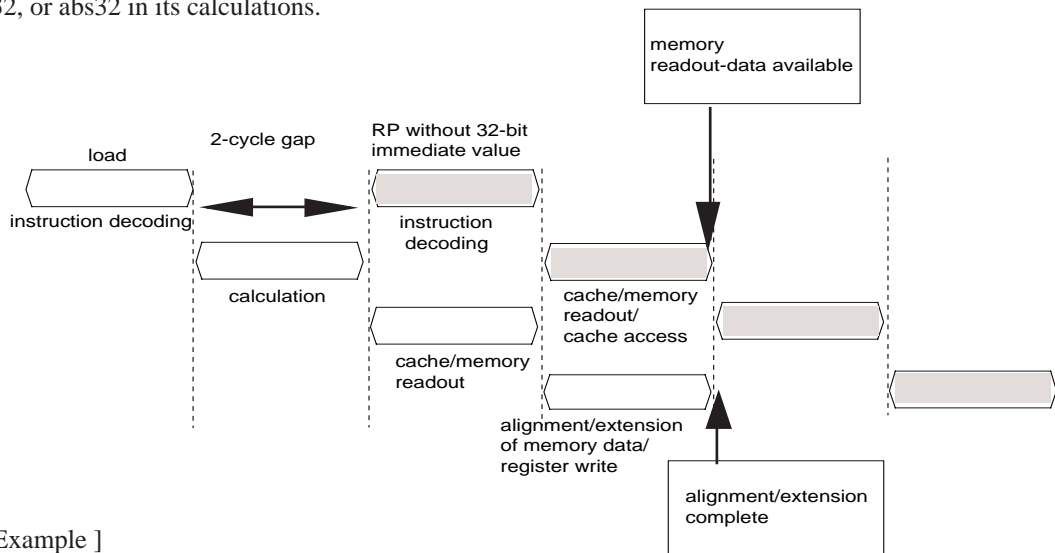 32, or abs32 in its calculations.
memory
readout-data available
load
2-cycle gap
RP without 32-bit
immediate value
instruction decoding
instruction
decoding
calculation
cache/memory
readout/
cache access
cache/memory
readout
alignment/extension
of memory data/
register write
alignment/extension
complete
Example ]